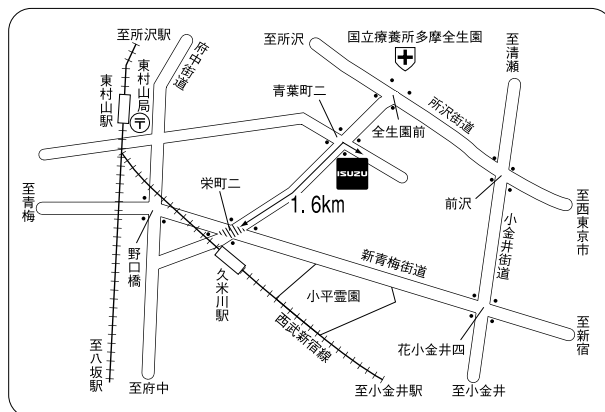 至所沢駅
府中街道
至所沢
国立療養所多摩全生園
至清瀬
東村山駅
東村山局
青葉町二
全生園前
所沢街道
ISUZU
栄町二
1.6km
至青梅
前沢
小金井街道
至西東京市
野口橋
久米川駅
新青梅街道
小平霊園
西武新宿線
至新宿
花小金井四
至八坂駅
至府中
至小金井駅
至小金井